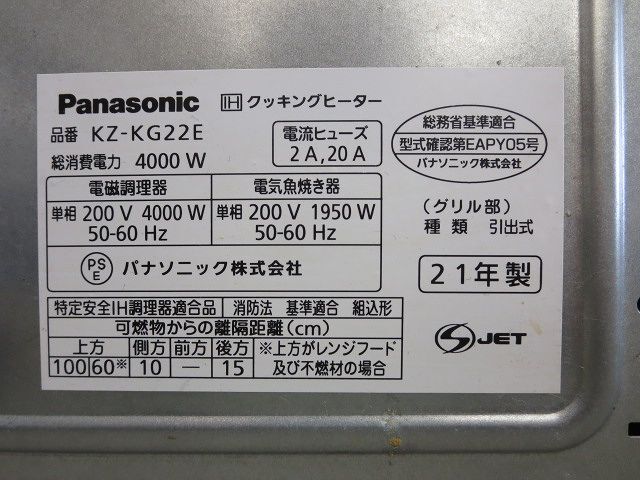 Panasonic IH クッキングヒーター
品番 KZ-KG22E
総消費電力 4000 W
電流ヒューズ
2 A, 20 A
総務省基準適合
型式確認第EAPY05号
パナソニック株式会社
電磁調理器
単相 200 V 4000 W
50-60 Hz
電気魚焼き器
単相 200 V 1950 W
50-60 Hz
(グリル部)
種類 引出式
PSE パナソニック株式会社
21年製
特定安全IH調理器適合品 消防法 基準適合 組込形
可燃物からの離隔距離(cm)
上方 側方 前方 後方
100 60※ 10 ― 15
※上方がレンジフード
及び不燃材の場合
S JET